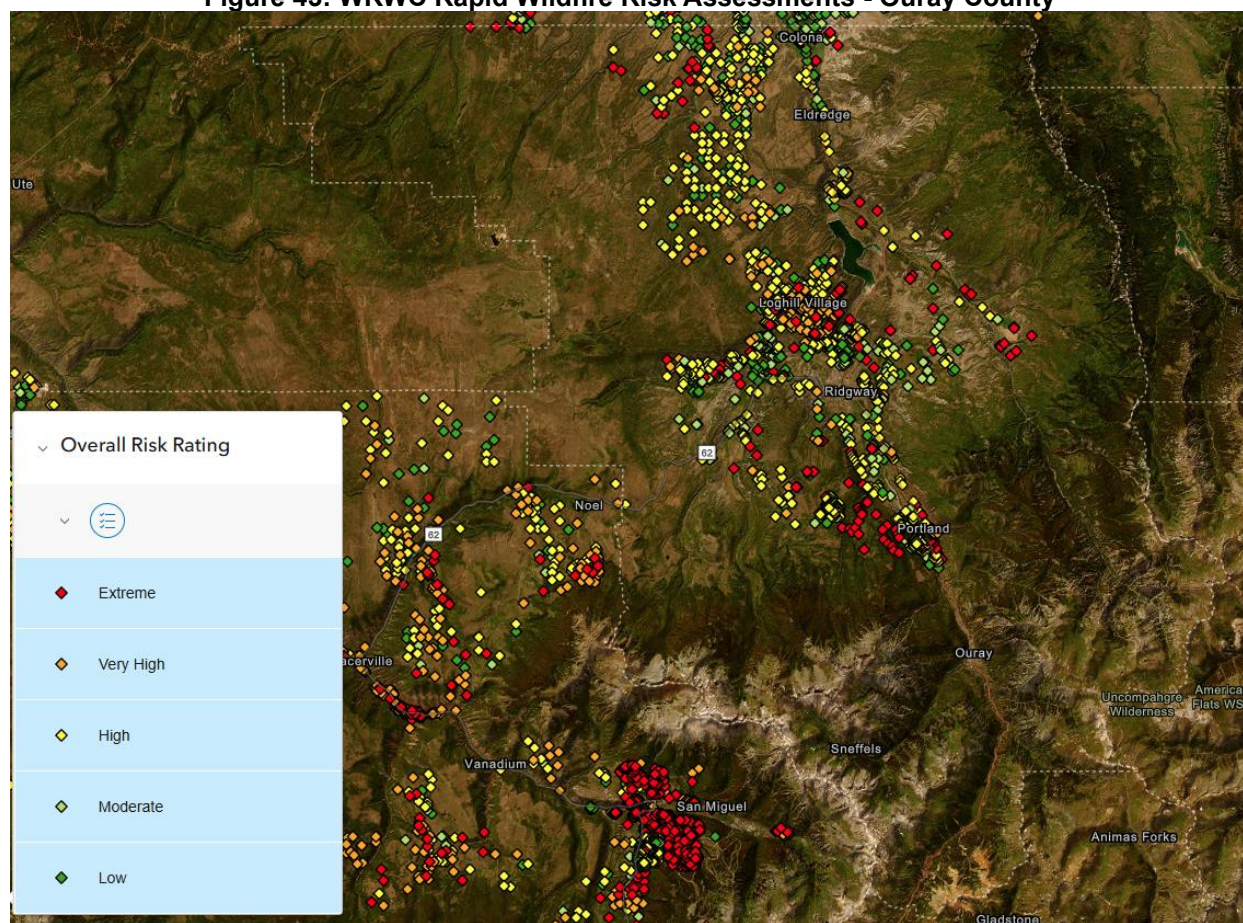 Figure 45: WRWC Rapid Wildfire Risk Assessments - Ouray County
Colona
Eldredge
Ute
Loghill Village
Ridgway
62
Overall Risk Rating
Noel
Portland
62
Extreme
acerville
Ouray
Very High
Uncompahgre
Wilderness
America
Flats WS
High
Sneffels
Vanadium
San Miguel
Moderate
Animas Forks
Low
Gladstone